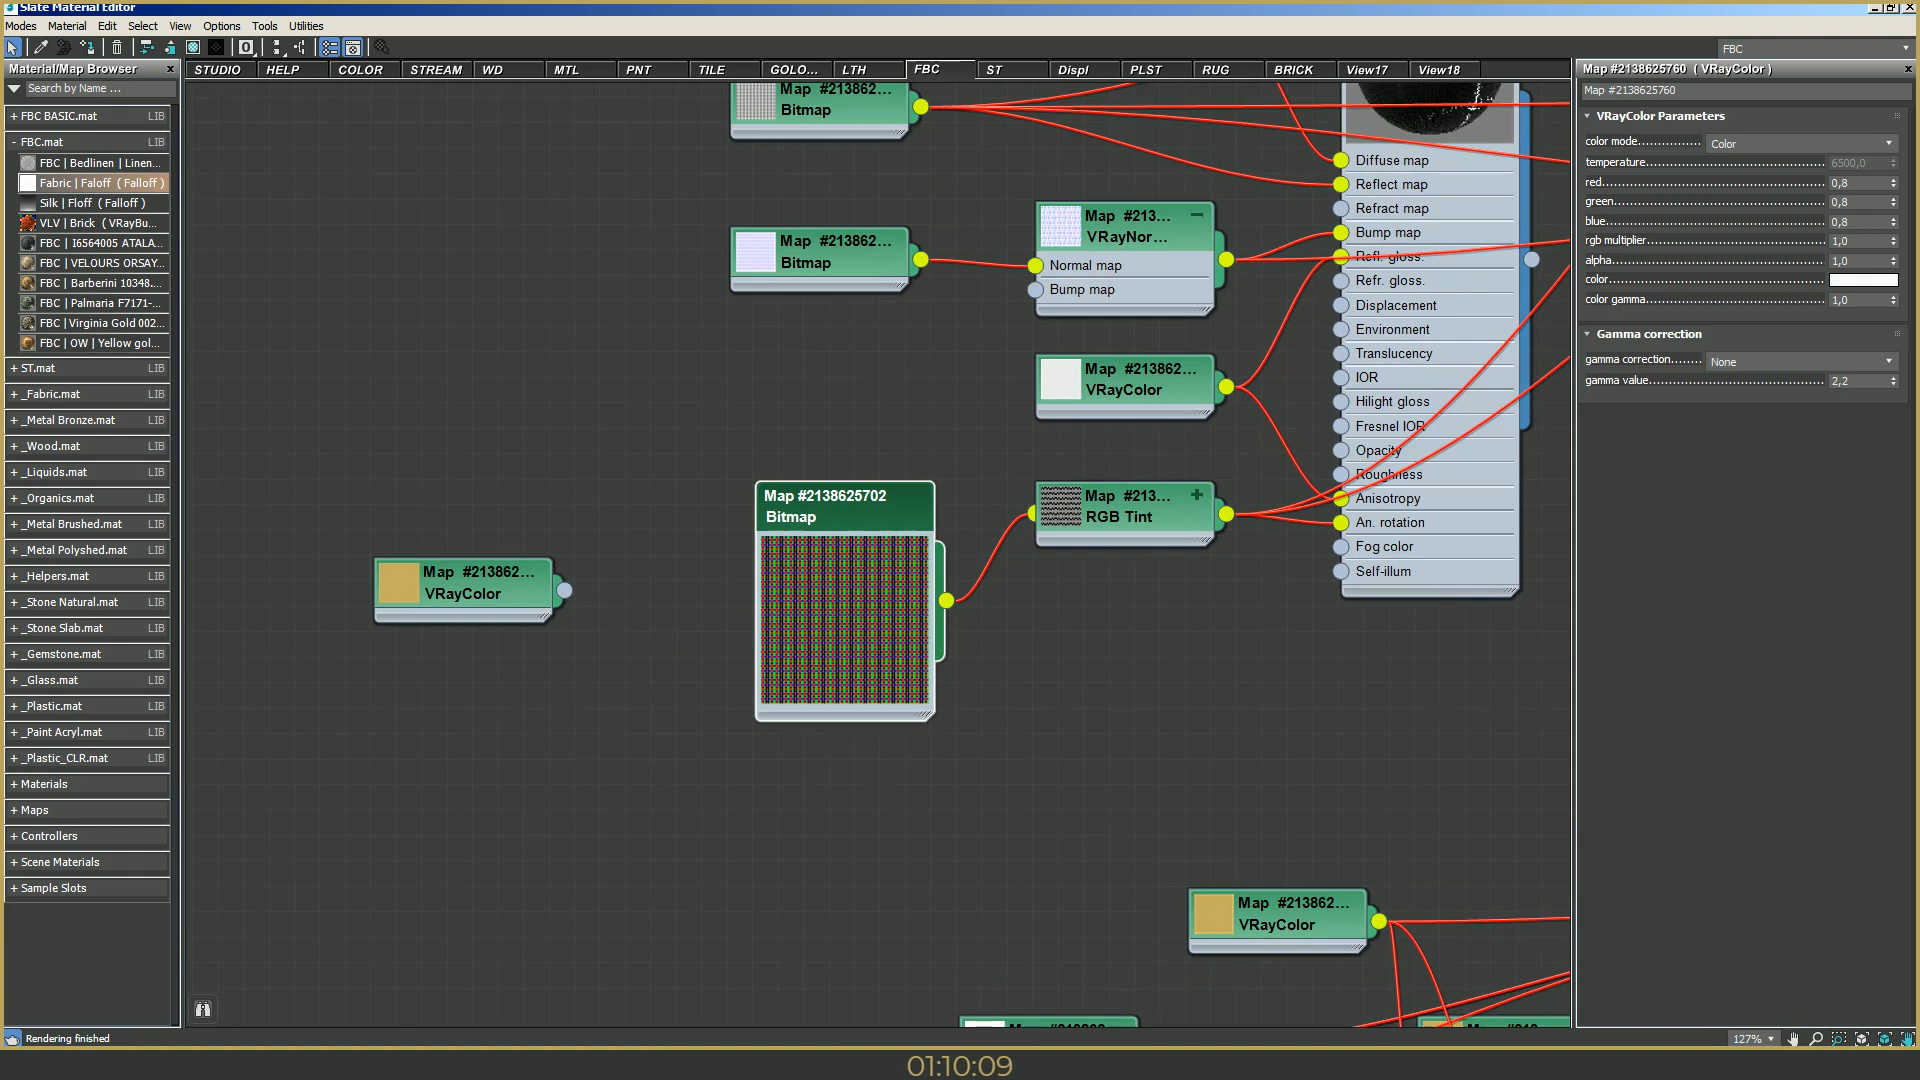 Slate Material Editor
Modes Material Edit Select View Options Tools Utilities
FBC
Material/Map Browser
Search by Name ...
+ FBC BASIC.mat LIB
- FBC.mat LIB
FBC | Bedlinen | Linen...
Fabric | Faloff ( Falloff )
Silk | Floff ( Falloff )
VLV | Brick ( VRayBu...
FBC | I6564005 ATALA...
FBC | VELOURS ORSAY...
FBC | Barberini 10348...
FBC | Palmaria F7171-...
FBC |Virginia Gold 002...
FBC | OW | Yellow gol...
+ ST.mat LIB
+ _Fabric.mat LIB
+ _Metal Bronze.mat LIB
+ _Wood.mat LIB
+ _Liquids.mat LIB
+ _Organics.mat LIB
+ _Metal Brushed.mat LIB
+ _Metal Polyshed.mat LIB
+ _Helpers.mat LIB
+ _Stone Natural.mat LIB
+ _Stone Slab.mat LIB
+ _Gemstone.mat LIB
+ _Glass.mat LIB
+ _Plastic.mat LIB
+ _Paint Acryl.mat LIB
+ _Plastic_CLR.mat LIB
+ Materials
+ Maps
+ Controllers
+ Scene Materials
+ Sample Slots
STUDIO HELP COLOR STREAM WD MTL PNT TILE GOLO... LTH FBC ST Displ PLST RUG BRICK View17 View18
Map #213862...
Bitmap
Map #213862...
Bitmap
Map #213...
VRayNor...
Normal map
Bump map
Map #213862...
VRayColor
Map #2138625702
Bitmap
Map #213...
RGB Tint
Map #213862...
VRayColor
Map #213862...
VRayColor
Diffuse map
Reflect map
Refract map
Bump map
Refl. gloss.
Refr. gloss.
Displacement
Environment
Translucency
IOR
Hilight gloss
Fresnel IOR
Opacity
Roughness
Anisotropy
An. rotation
Fog color
Self-illum
Map #2138625760 ( VRayColor )
Map #2138625760
VRayColor Parameters
color mode............... Color
temperature 6500,0
red 0,8
green 0,8
blue 0,8
rgb multiplier 1,0
alpha 1,0
color
color gamma 1,0
Gamma correction
gamma correction........ None
gamma value 2,2
Rendering finished
127%
01:10:09